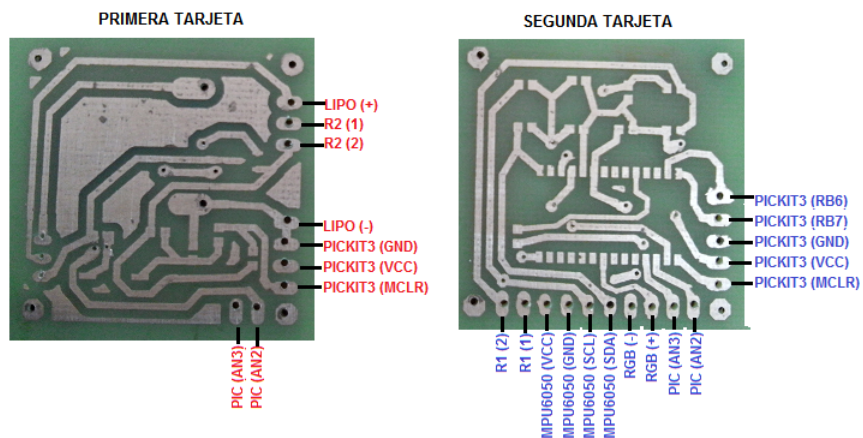 PRIMERA TARJETA
LIPO (+)
R2 (1)
R2 (2)
LIPO (-)
PICKIT3 (GND)
PICKIT3 (VCC)
PICKIT3 (MCLR)
PIC (AN3)
PIC (AN2)
SEGUNDA TARJETA
PICKIT3 (RB6)
PICKIT3 (RB7)
PICKIT3 (GND)
PICKIT3 (VCC)
PICKIT3 (MCLR)
R1 (2)
R1 (1)
MPU6050 (VCC)
MPU6050 (GND)
MPU6050 (SCL)
MPU6050 (SDA)
RGB (-)
RGB (+)
PIC (AN3)
PIC (AN2)